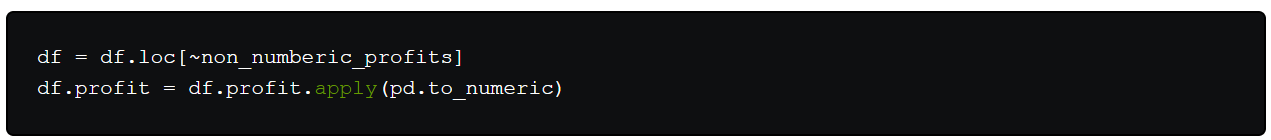 df = df.loc[~non_numberic_profits]
df.profit = df.profit.apply(pd.to_numeric)